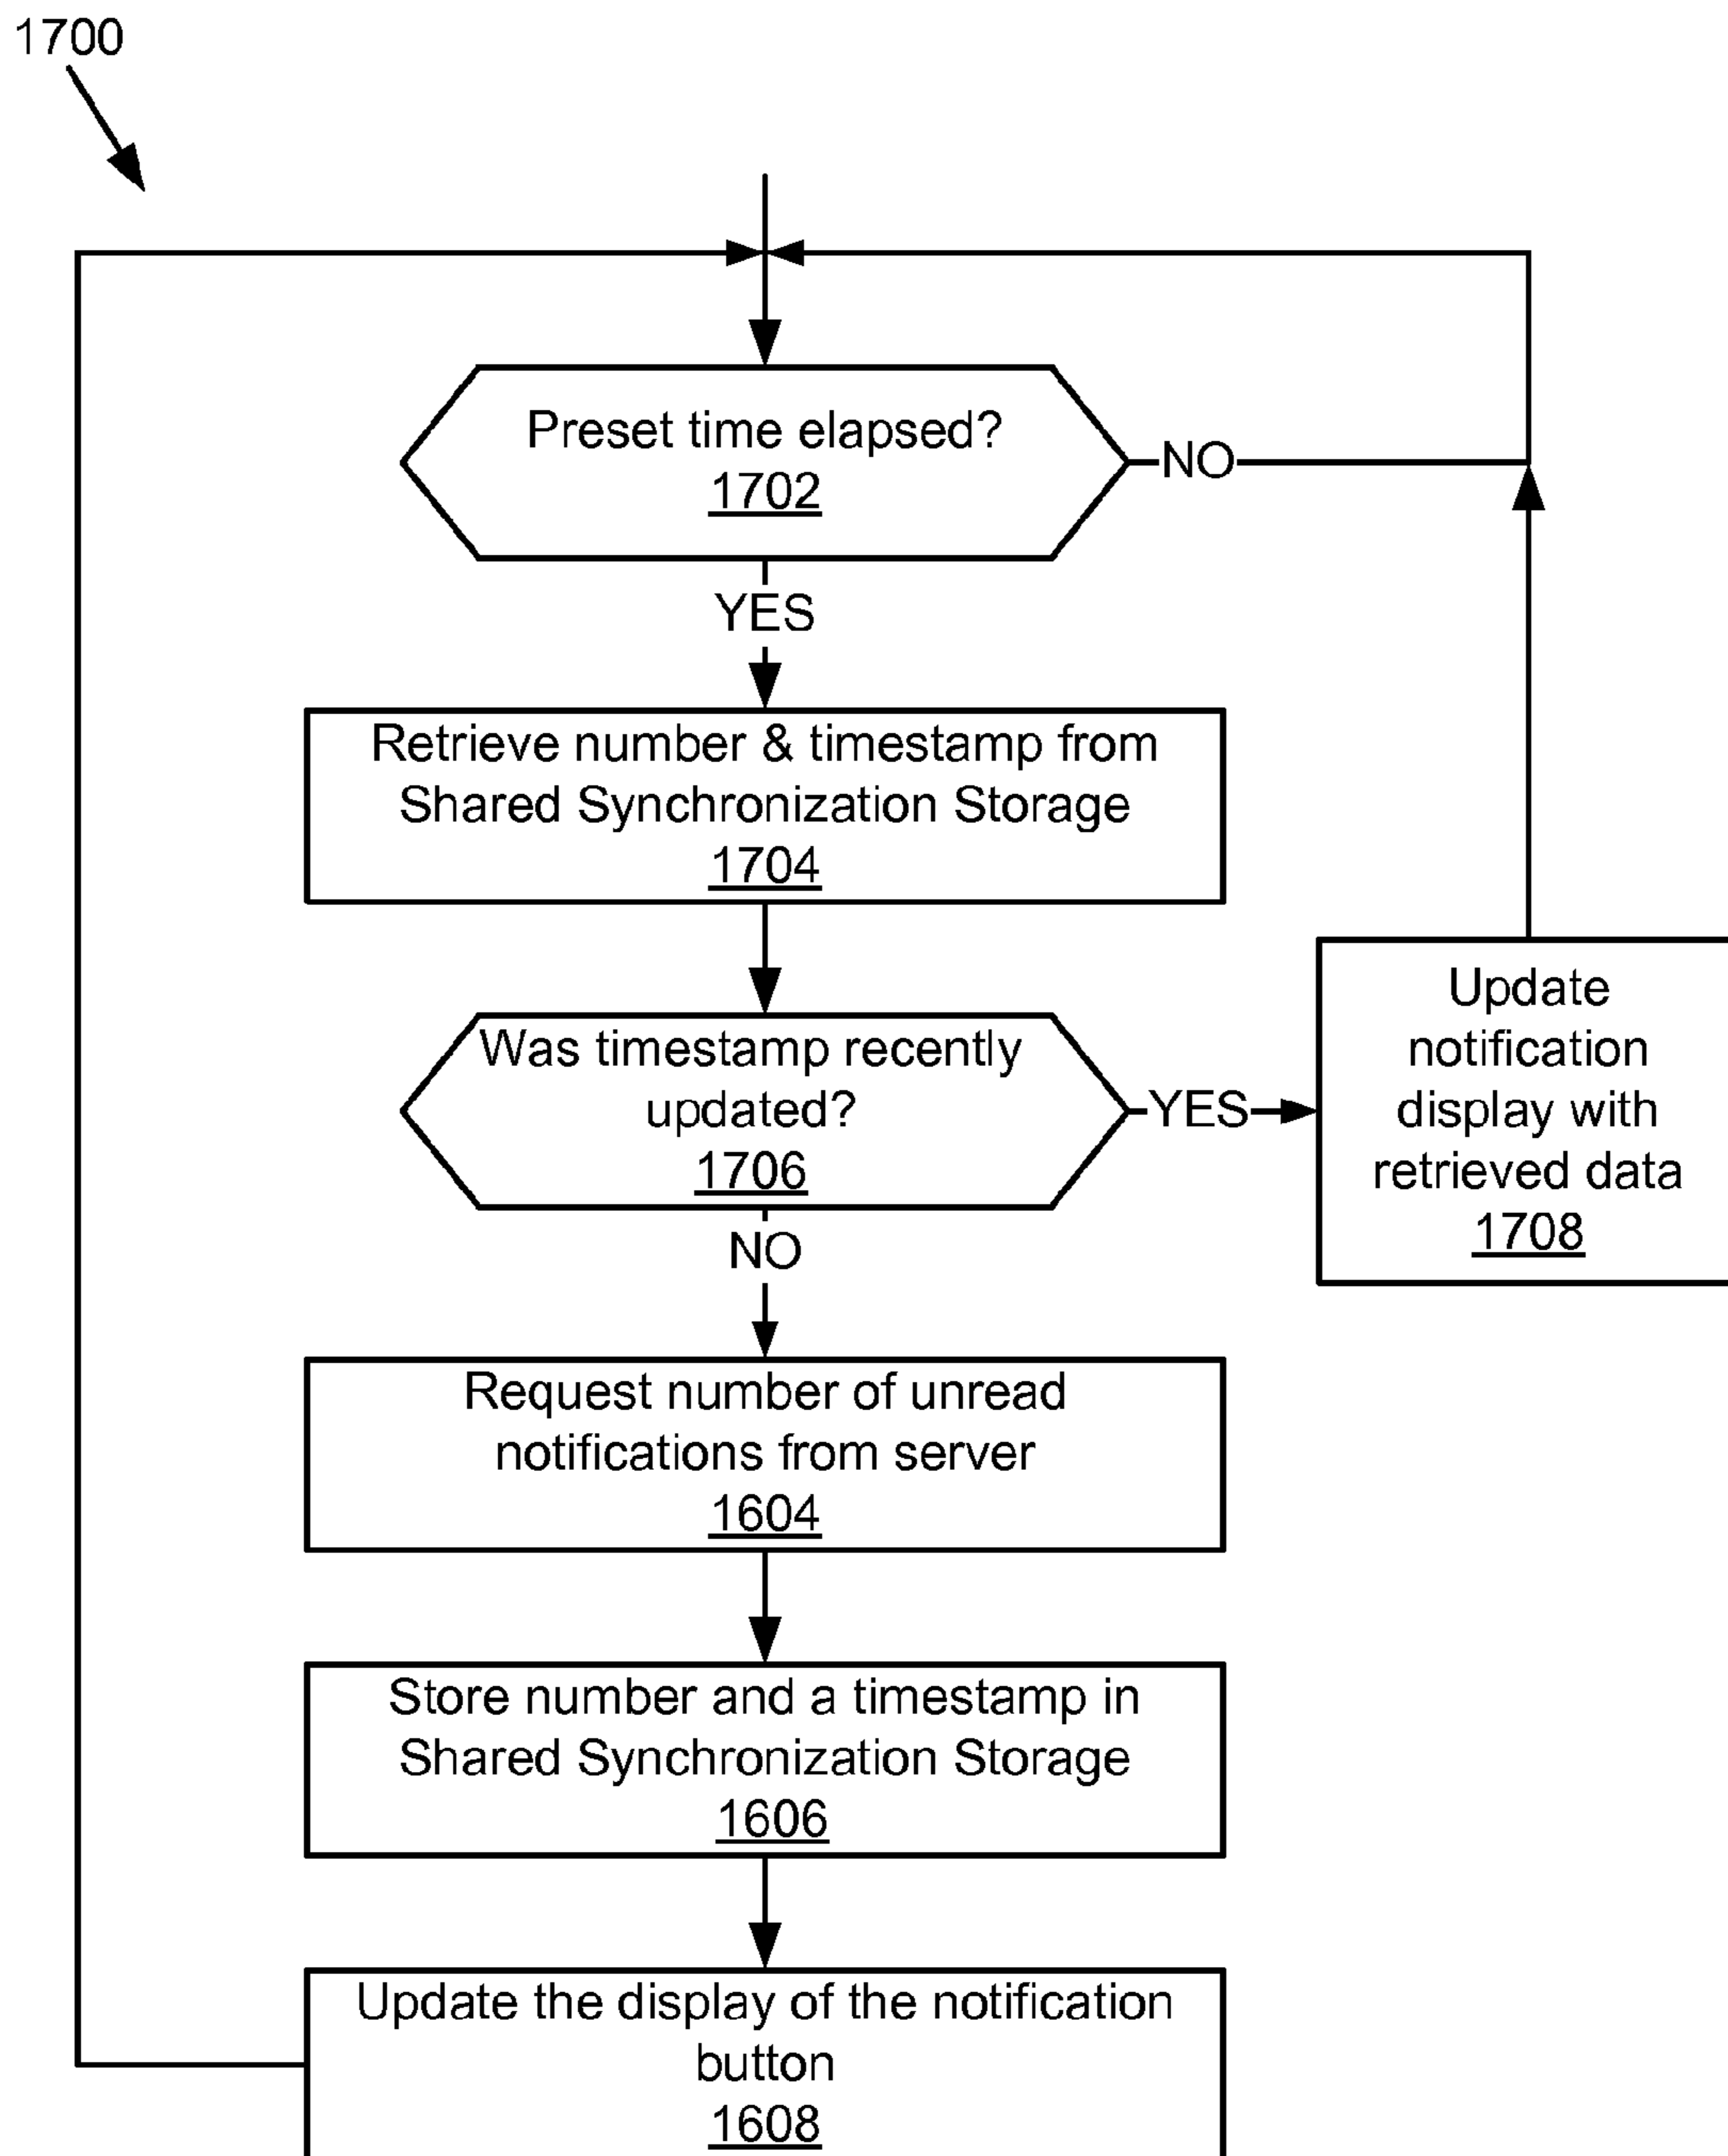 1700
Preset time elapsed?
1702
NO
YES
Retrieve number & timestamp from
Shared Synchronization Storage
1704
Was timestamp recently
updated?
1706
YES
Update
notification
display with
retrieved data
1708
NO
Request number of unread
notifications from server
1604
Store number and a timestamp in
Shared Synchronization Storage
1606
Update the display of the notification
button
1608